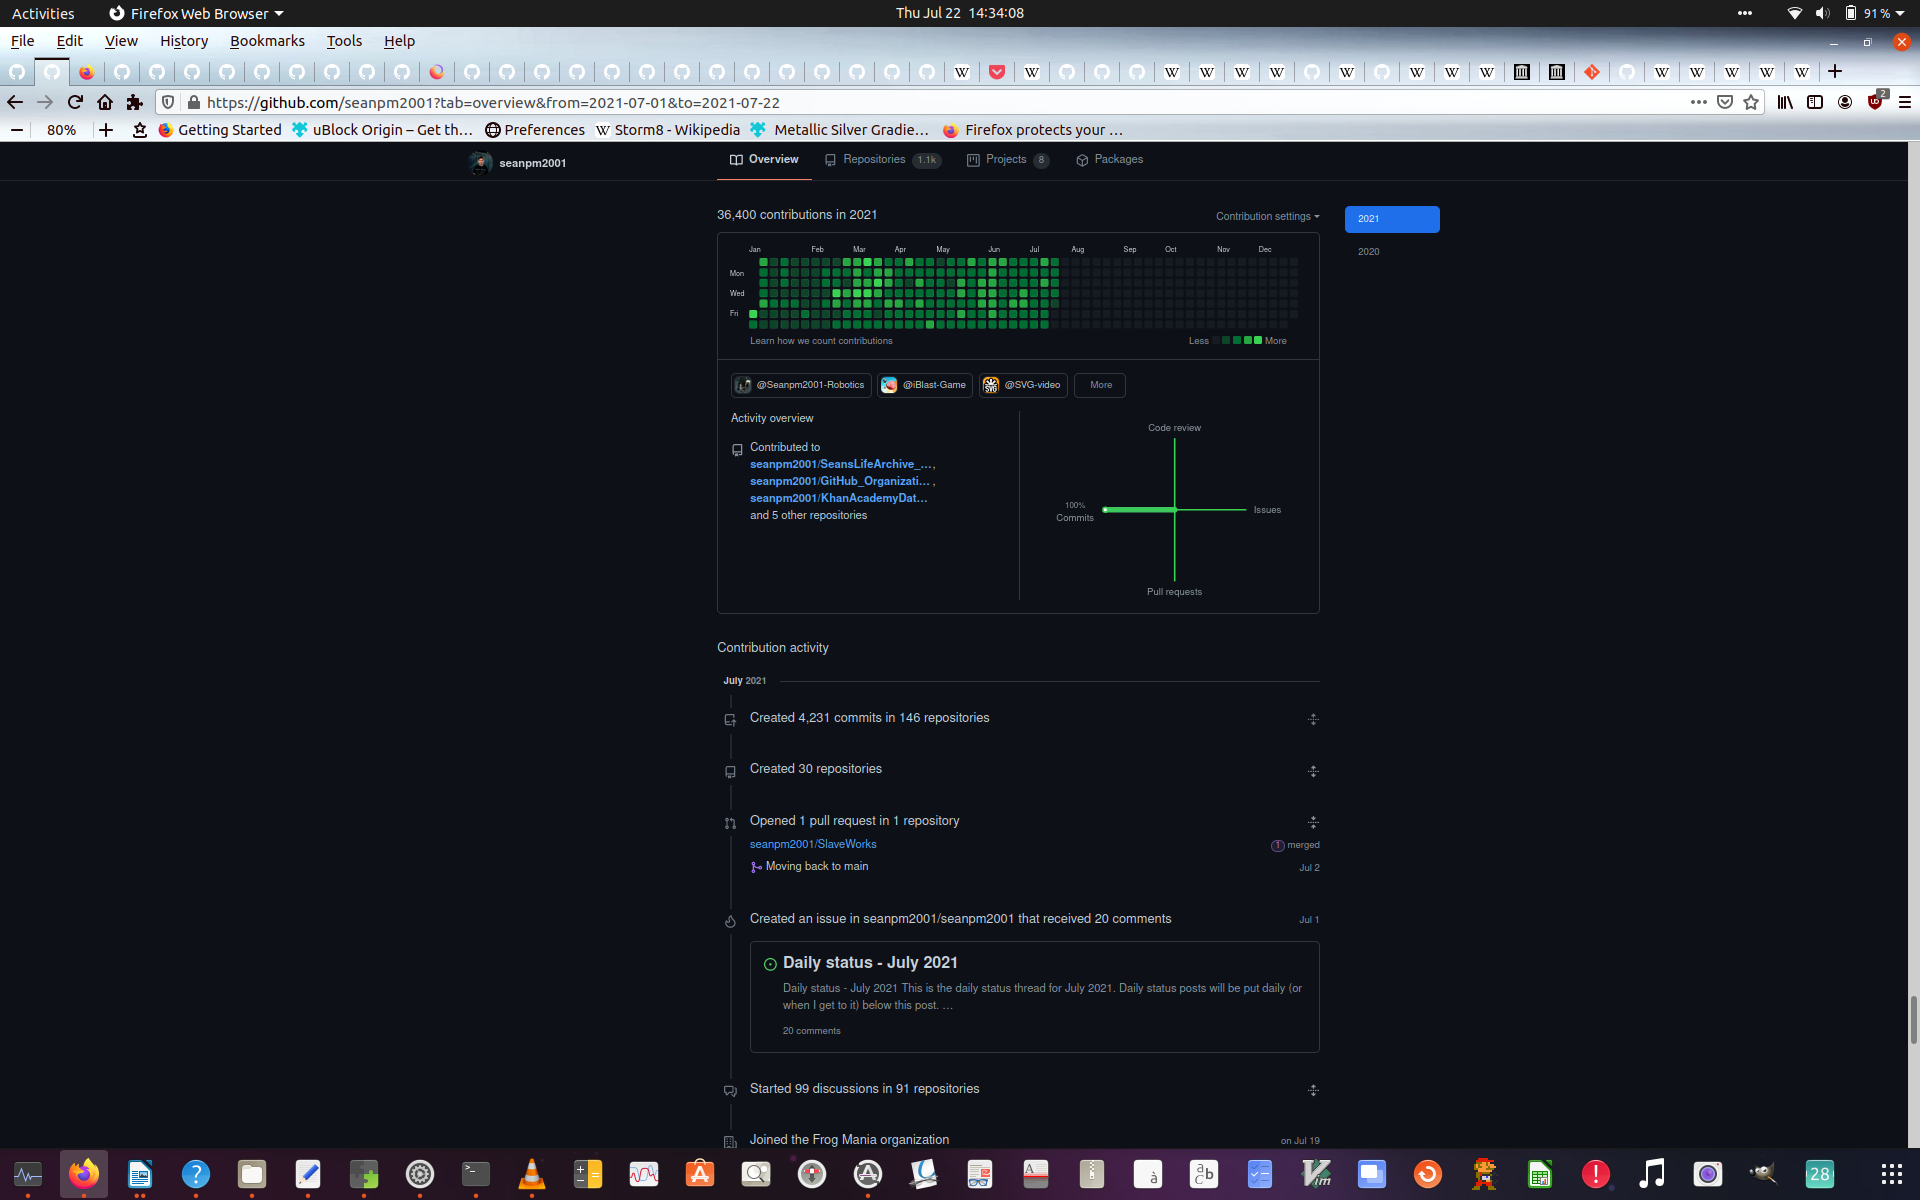 Activities
Firefox Web Browser
Thu Jul 22 14:34:08
91 %
File Edit View History Bookmarks Tools Help
https://github.com/seanpm2001?tab=overview&from=2021-07-01&to=2021-07-22
2
80%
Getting Started
uBlock Origin – Get th…
Preferences
Storm8 - Wikipedia
Metallic Silver Gradie…
Firefox protects your …
seanpm2001
Overview
Repositories 1.1k
Projects 8
Packages
36,400 contributions in 2021
Contribution settings
2021
2020
Jan Feb Mar Apr May Jun Jul Aug Sep Oct Nov Dec
Mon
Wed
Fri
Learn how we count contributions
Less More
@Seanpm2001-Robotics
@iBlast-Game
@SVG-video
More
Activity overview
Contributed to
seanpm2001/SeansLifeArchive_… ,
seanpm2001/GitHub_Organizati… ,
seanpm2001/KhanAcademyDat…
and 5 other repositories
Code review
100%
Commits
Issues
Pull requests
Contribution activity
July 2021
Created 4,231 commits in 146 repositories
Created 30 repositories
Opened 1 pull request in 1 repository
seanpm2001/SlaveWorks
1 merged
Moving back to main
Jul 2
Created an issue in seanpm2001/seanpm2001 that received 20 comments
Jul 1
Daily status - July 2021
Daily status - July 2021 This is the daily status thread for July 2021. Daily status posts will be put daily (or
when I get to it) below this post. …
20 comments
Started 99 discussions in 91 repositories
Joined the Frog Mania organization
on Jul 19
28